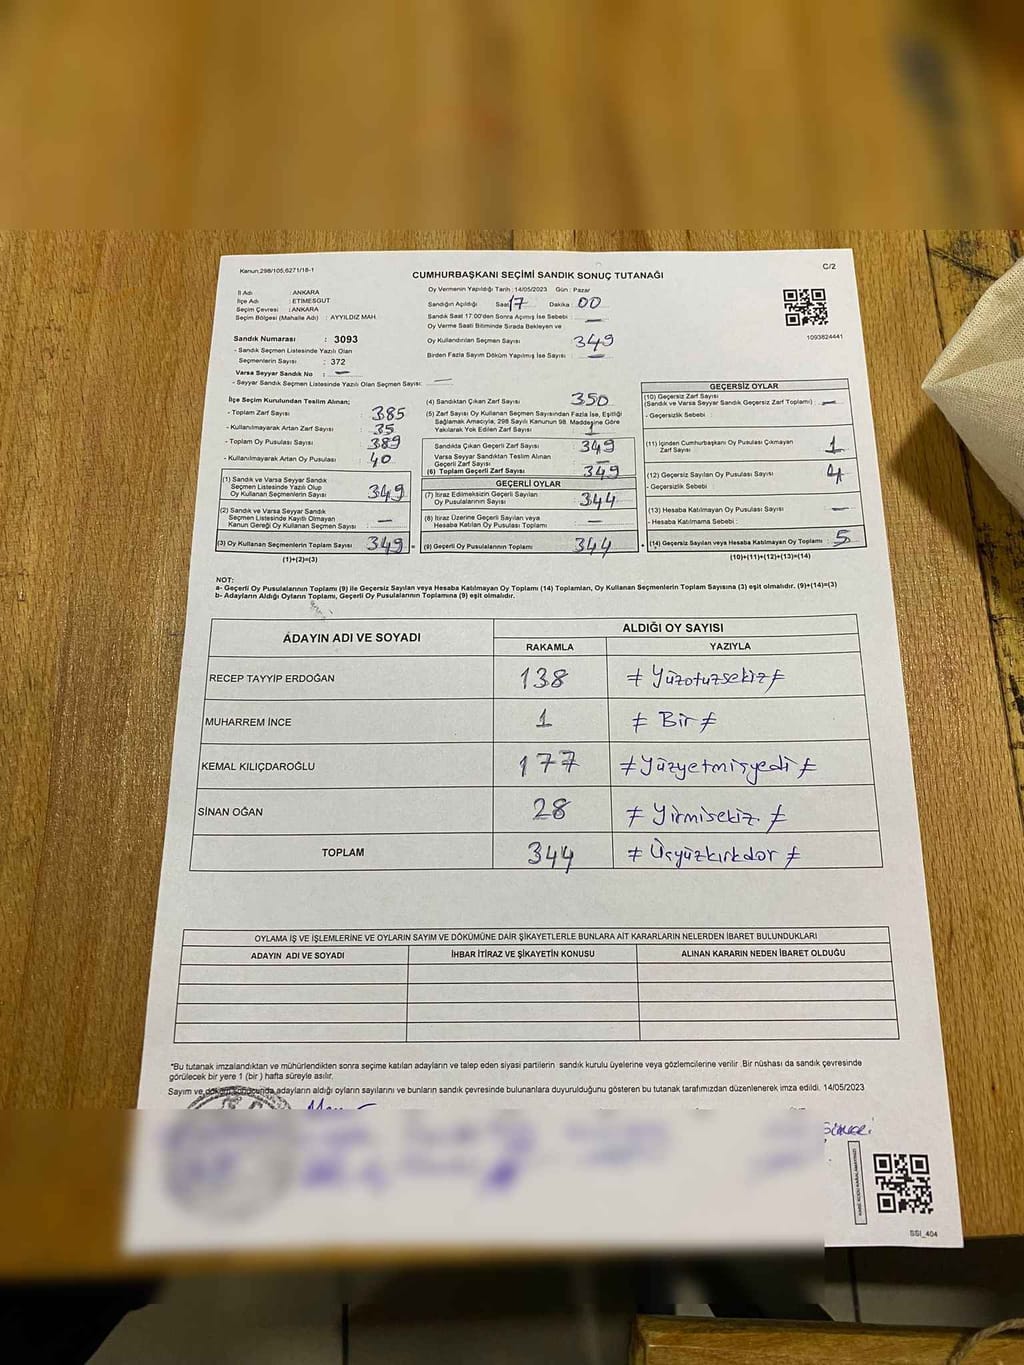 Kanun,298/105,6271/18-1
C/2
CUMHURBAŞKANI SEÇİMİ SANDIK SONUÇ TUTANAĞI
İl Adı : ANKARA
İlçe Adı : ETİMESGUT
Seçim Çevresi : ANKARA
Seçim Bölgesi (Mahalle Adı) : AYYILDIZ MAH.
Sandık Numarası : 3093
- Sandık Seçmen Listesinde Yazılı Olan
Seçmenlerin Sayısı : 372
Varsa Seyyar Sandık No : —
- Seyyar Sandık Seçmen Listesinde Yazılı Olan Seçmen Sayısı: —
Oy Vermenin Yapıldığı Tarih : 14/05/2023 Gün : Pazar
Sandığın Açıldığı Saat 17 Dakika : 00
Sandık Saat 17:00'den Sonra Açımış İse Sebebi : —
Oy Verme Saati Bitiminde Sırada Bekleyen ve
Oy Kullandırılan Seçmen Sayısı 349
Birden Fazla Sayım Döküm Yapılmış İse Sayısı : —
1093824441
İlçe Seçim Kurulundan Teslim Alınan;
- Toplam Zarf Sayısı : 385
- Kullanılmayarak Artan Zarf Sayısı : 35
- Toplam Oy Pusulası Sayısı : 389
- Kullanılmayarak Artan Oy Pusulası : 40
(1) Sandık ve Varsa Seyyar Sandık
Seçmen Listesinde Yazılı Olup
Oy Kullanan Seçmenlerin Sayısı : 349
(2) Sandık ve Varsa Seyyar Sandık
Seçmen Listesinde Kayıtlı Olmayan
Kanun Gereği Oy Kullanan Seçmen Sayısı : —
(3) Oy Kullanan Seçmenlerin Toplam Sayısı : 349 =
(1)+(2)=(3)
(4) Sandıktan Çıkan Zarf Sayısı : 350
(5) Zarf Sayısı Oy Kullanan Seçmen Sayısından Fazla İse, Eşitliği
Sağlamak Amacıyla; 298 Sayılı Kanunun 98. Maddesine Göre
Yakılarak Yok Edilen Zarf Sayısı : 1
Sandıkta Çıkan Geçerli Zarf Sayısı : 349
Varsa Seyyar Sandıktan Teslim Alınan
Geçerli Zarf Sayısı : —
(6) Toplam Geçerli Zarf Sayısı : 349
GEÇERLİ OYLAR
(7) İtiraz Edilmeksizin Geçerli Sayılan
Oy Pusulalarının Sayısı : 344
(8) İtiraz Üzerine Geçerli Sayılan veya
Hesaba Katılan Oy Pusulası Toplamı : —
(9) Geçerli Oy Pusulalarının Toplamı : 344 +
GEÇERSİZ OYLAR
(10) Geçersiz Zarf Sayısı
(Sandık ve Varsa Seyyar Sandık Geçersiz Zarf Toplamı) : —
- Geçersizlik Sebebi :
(11) İçinden Cumhurbaşkanı Oy Pusulası Çıkmayan
Zarf Sayısı : 1
(12) Geçersiz Sayılan Oy Pusulası Sayısı : 4
- Geçersizlik Sebebi :
(13) Hesaba Katılmayan Oy Pusulası Sayısı : —
- Hesaba Katılmama Sebebi :
(14) Geçersiz Sayılan veya Hesaba Katılmayan Oy Toplamı : 5
(10)+(11)+(12)+(13)=(14)
NOT:
a- Geçerli Oy Pusulalarının Toplamı (9) ile Geçersiz Sayılan veya Hesaba Katılmayan Oy Toplamı (14) Toplamları, Oy Kullanan Seçmenlerin Toplam Sayısına (3) eşit olmalıdır. (9)+(14)=(3)
b- Adayların Aldığı Oyların Toplamı, Geçerli Oy Pusulalarının Toplamına (9) eşit olmalıdır.
ADAYIN ADI VE SOYADI
ALDIĞI OY SAYISI
RAKAMLA YAZIYLA
RECEP TAYYİP ERDOĞAN 138 ≠ Yüzotuzsekiz ≠
MUHARREM İNCE 1 ≠ Bir ≠
KEMAL KILIÇDAROĞLU 177 ≠ Yüzyetmişyedi ≠
SİNAN OĞAN 28 ≠ Yirmisekiz ≠
TOPLAM 344 ≠ Üçyüzkırkdör ≠
OYLAMA İŞ VE İŞLEMLERİNE VE OYLARIN SAYIM VE DÖKÜMÜNE DAİR ŞİKAYETLERLE BUNLARA AİT KARARLARIN NELERDEN İBARET BULUNDUKLARI
ADAYIN ADI VE SOYADI İHBAR İTİRAZ VE ŞİKAYETİN KONUSU ALINAN KARARIN NEDEN İBARET OLDUĞU
"Bu tutanak imzalandıktan ve mühürlendikten sonra seçime katılan adayların ve talep eden siyasi partilerin sandık kurulu üyelerine veya gözlemcilerine verilir .Bir nüshası da sandık çevresinde
görülecek bir yere 1 (bir ) hafta süreyle asılır.
Sayım ve döküm sonucunda adayların aldığı oyların sayılarını ve bunların sandık çevresinde bulunanlara duyurulduğunu gösteren bu tutanak tarafımızdan düzenlenerek imza edildi. 14/05/2023
SSI_404